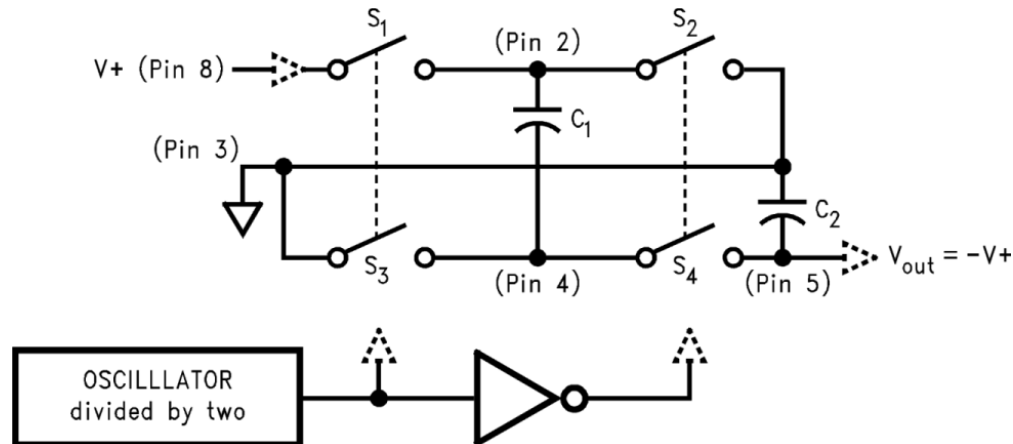 S1
(Pin 2)
S2
V+ (Pin 8)
C1
(Pin 3)
C2
S3
(Pin 4)
S4
(Pin 5)
Vout = -V+
OSCILLLATOR
divided by two